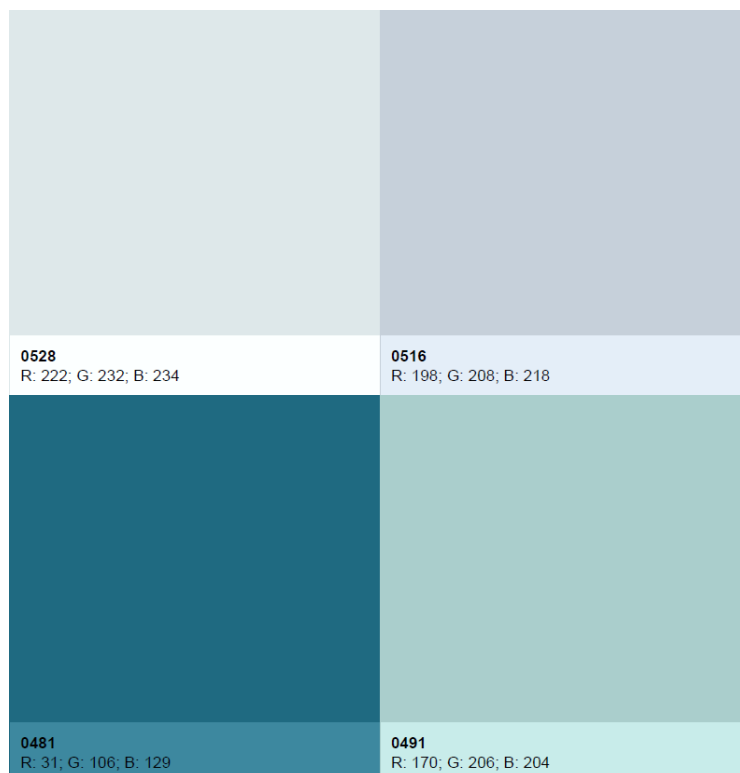 0528
R: 222; G: 232; B: 234
0516
R: 198; G: 208; B: 218
0481
R: 31; G: 106; B: 129
0491
R: 170; G: 206; B: 204